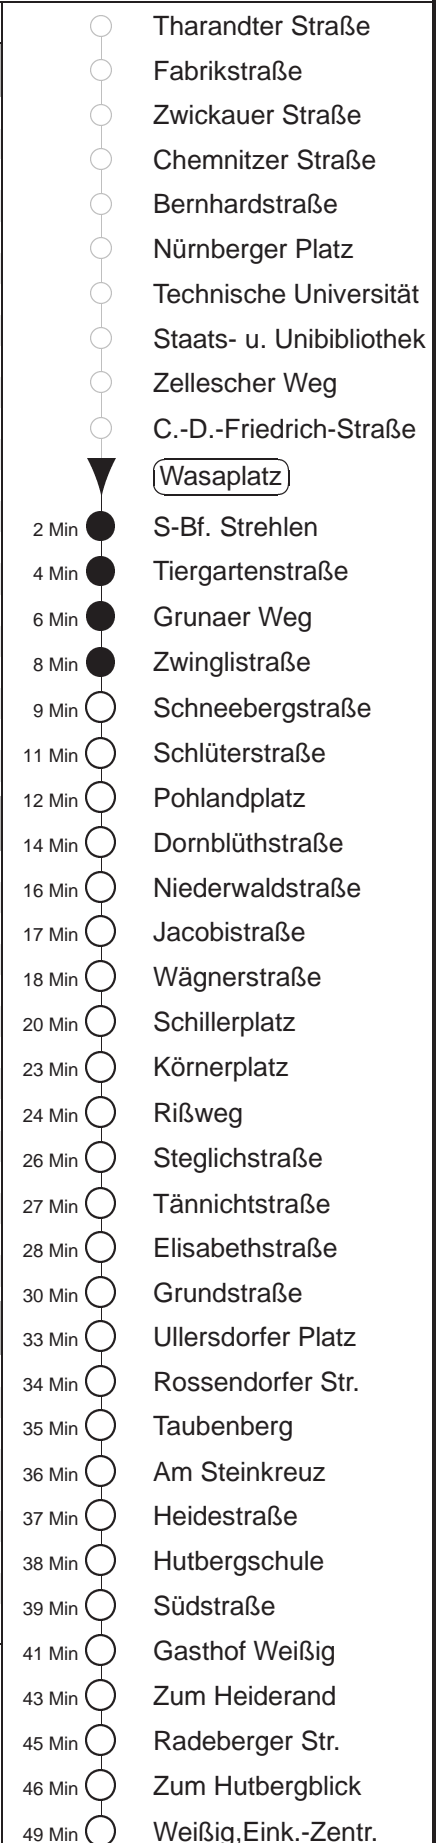 Tharandter Straße
Fabrikstraße
Zwickauer Straße
Chemnitzer Straße
Bernhardstraße
Nürnberger Platz
Technische Universität
Staats- u. Unibibliothek
Zellescher Weg
C.-D.-Friedrich-Straße
Wasaplatz
2 Min S-Bf. Strehlen
4 Min Tiergartenstraße
6 Min Grunaer Weg
8 Min Zwinglistraße
9 Min Schneebergstraße
11 Min Schlüterstraße
12 Min Pohlandplatz
14 Min Dornblüthstraße
16 Min Niederwaldstraße
17 Min Jacobistraße
18 Min Wägnerstraße
20 Min Schillerplatz
23 Min Körnerplatz
24 Min Rißweg
26 Min Steglichstraße
27 Min Tännichtstraße
28 Min Elisabethstraße
30 Min Grundstraße
33 Min Ullersdorfer Platz
34 Min Rossendorfer Str.
35 Min Taubenberg
36 Min Am Steinkreuz
37 Min Heidestraße
38 Min Hutbergschule
39 Min Südstraße
41 Min Gasthof Weißig
43 Min Zum Heiderand
45 Min Radeberger Str.
46 Min Zum Hutbergblick
49 Min Weißig,Eink.-Zentr.